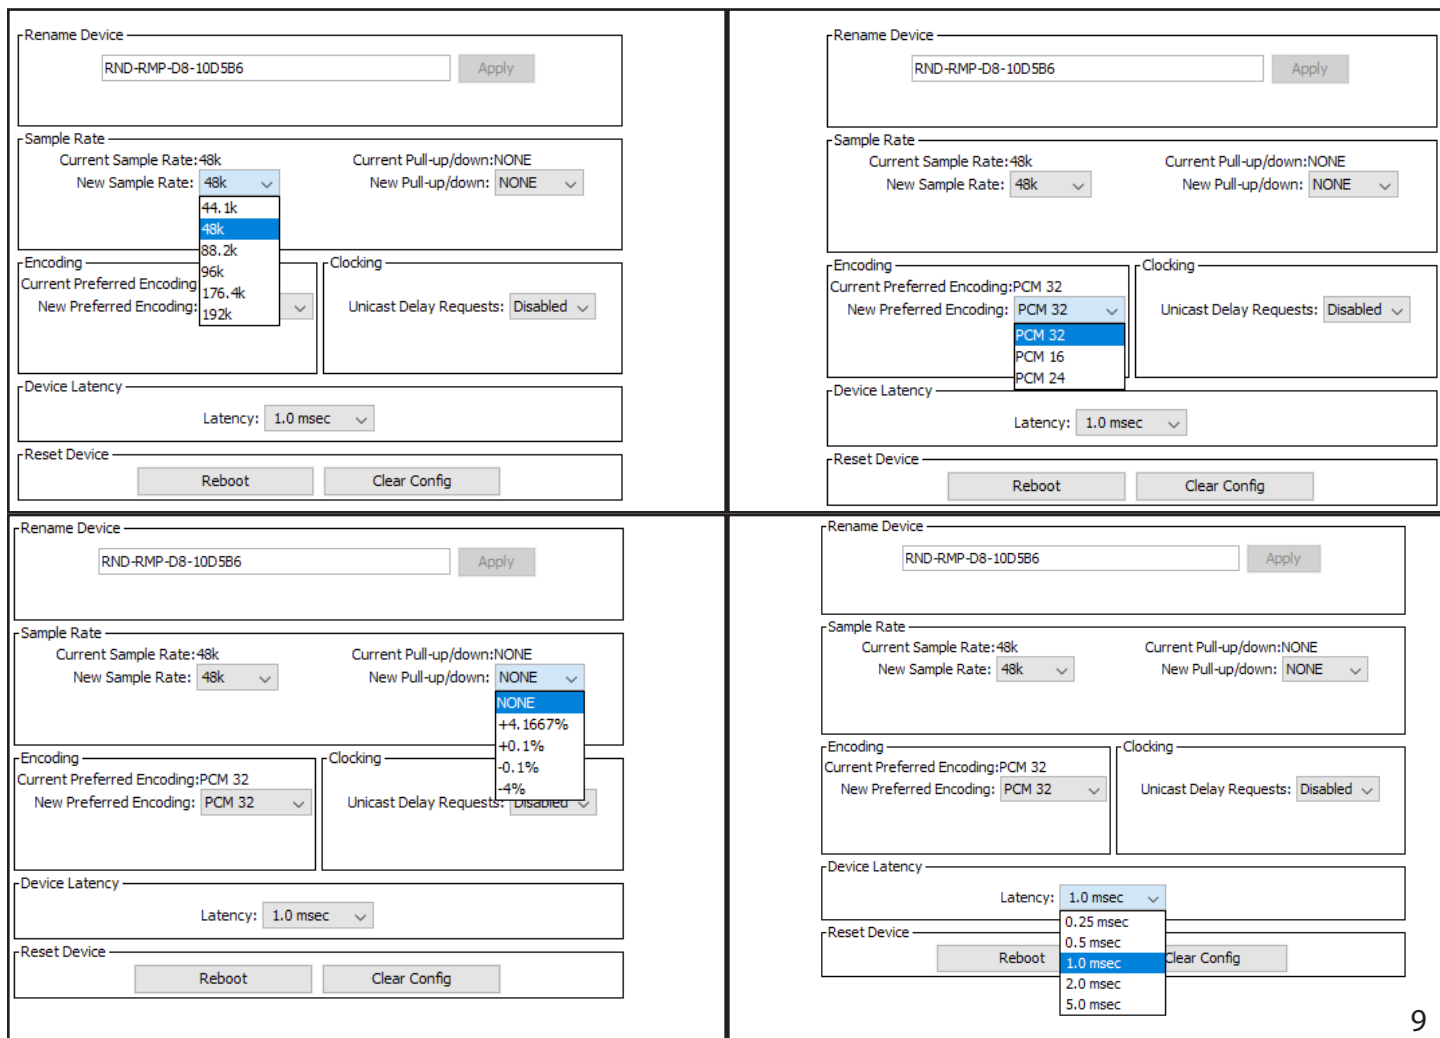 Rename Device
RND-RMP-D8-10D5B6 Apply
Sample Rate
Current Sample Rate:48k Current Pull-up/down:NONE
New Sample Rate: 48k New Pull-up/down: NONE
44.1k
48k
88.2k
96k
176.4k
192k
Encoding
Current Preferred Encoding
New Preferred Encoding:
Clocking
Unicast Delay Requests: Disabled
Device Latency
Latency: 1.0 msec
Reset Device
Reboot Clear Config
Rename Device
RND-RMP-D8-10D5B6 Apply
Sample Rate
Current Sample Rate:48k Current Pull-up/down:NONE
New Sample Rate: 48k New Pull-up/down: NONE
Encoding
Current Preferred Encoding:PCM 32
New Preferred Encoding: PCM 32
PCM 32
PCM 16
PCM 24
Clocking
Unicast Delay Requests: Disabled
Device Latency
Latency: 1.0 msec
Reset Device
Reboot Clear Config
Rename Device
RND-RMP-D8-10D5B6 Apply
Sample Rate
Current Sample Rate:48k Current Pull-up/down:NONE
New Sample Rate: 48k New Pull-up/down: NONE
NONE
+4.1667%
+0.1%
-0.1%
-4%
Encoding
Current Preferred Encoding:PCM 32
New Preferred Encoding: PCM 32
Clocking
Unicast Delay Requests: Disabled
Device Latency
Latency: 1.0 msec
Reset Device
Reboot Clear Config
Rename Device
RND-RMP-D8-10D5B6 Apply
Sample Rate
Current Sample Rate:48k Current Pull-up/down:NONE
New Sample Rate: 48k New Pull-up/down: NONE
Encoding
Current Preferred Encoding:PCM 32
New Preferred Encoding: PCM 32
Clocking
Unicast Delay Requests: Disabled
Device Latency
Latency: 1.0 msec
0.25 msec
0.5 msec
1.0 msec
2.0 msec
5.0 msec
Reset Device
Reboot Clear Config
9